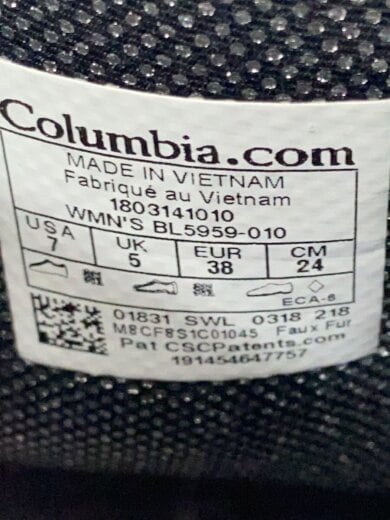 Columbia.com
MADE IN VIETNAM
Fabriqué au Vietnam
1803141010
WMN'S BL5959-010
USA UK EUR CM
7 5 38 24
ECA-6
01831 SWL 0318 218
M8CF8S1C01045 Faux Fur
Pat CSCPatents.com
191454647757